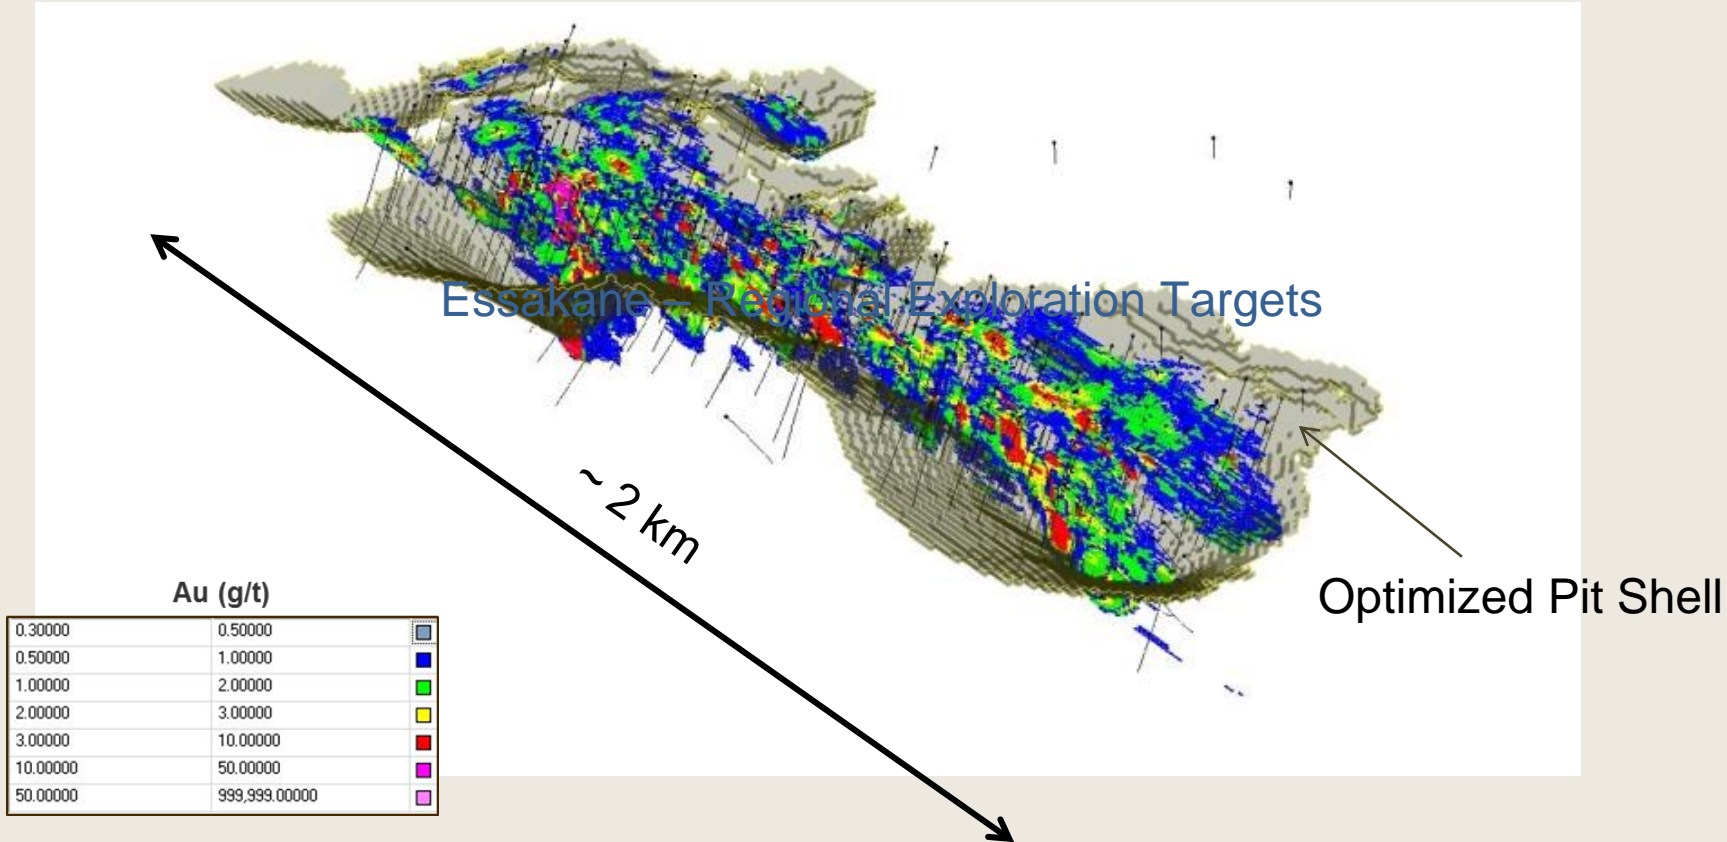 Essakane – Regional Exploration Targets
~ 2 km
Optimized Pit Shell
Au (g/t)
0.30000 0.50000
0.50000 1.00000
1.00000 2.00000
2.00000 3.00000
3.00000 10.00000
10.00000 50.00000
50.00000 999,999.00000